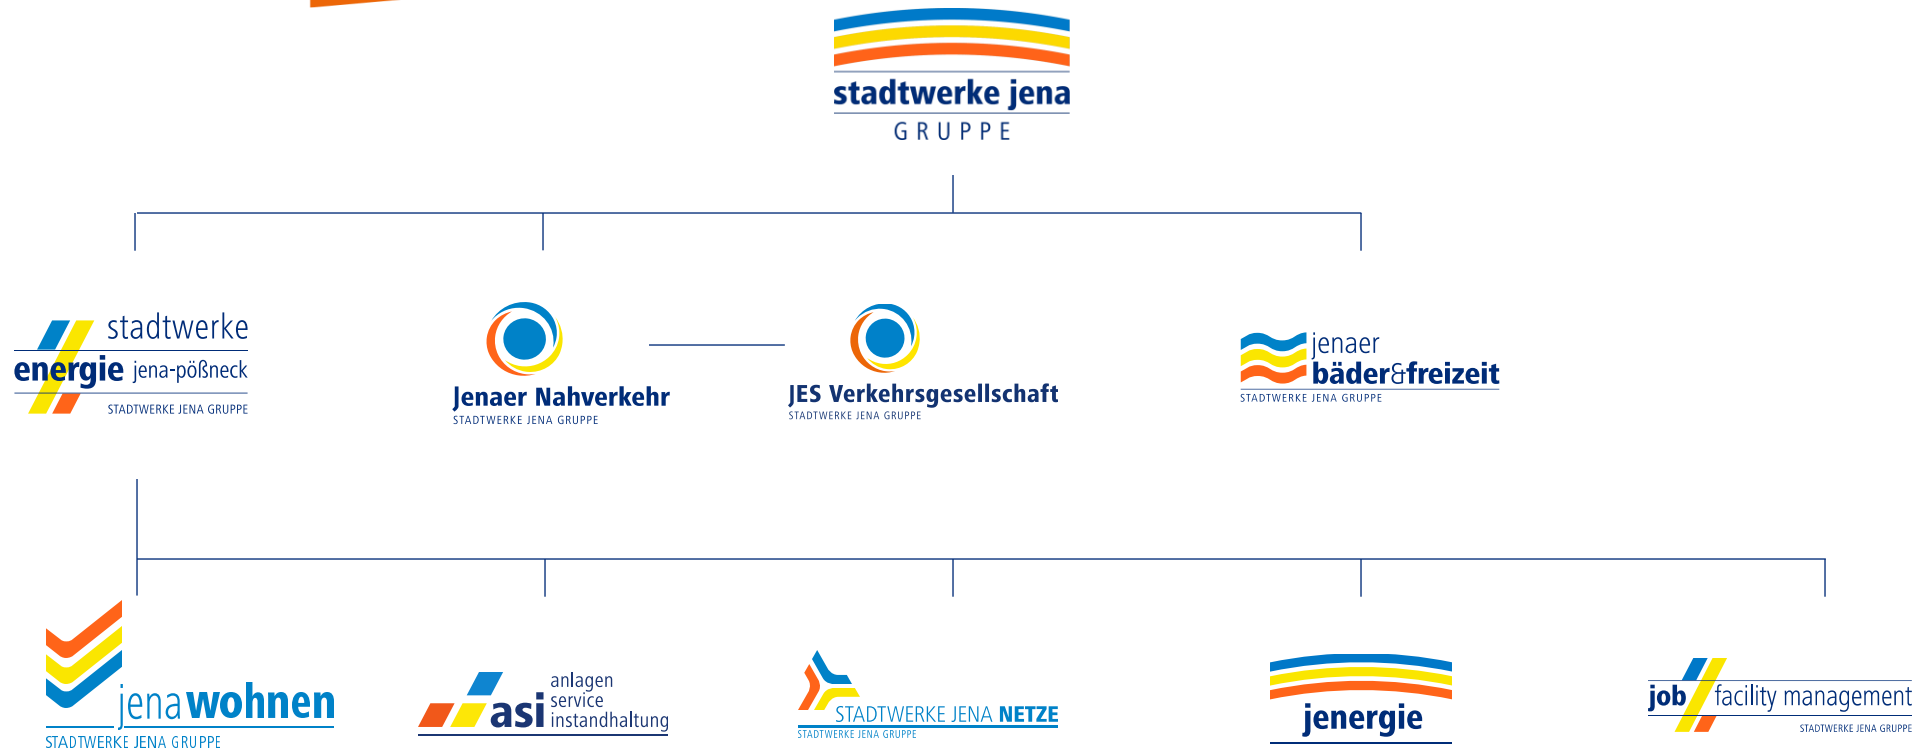 stadtwerke jena
GRUPPE
stadtwerke
energie jena-pößneck
STADTWERKE JENA GRUPPE
Jenaer Nahverkehr
STADTWERKE JENA GRUPPE
JES Verkehrsgesellschaft
STADTWERKE JENA GRUPPE
jenaer
bäder&freizeit
STADTWERKE JENA GRUPPE
jenawohnen
STADTWERKE JENA GRUPPE
asi
anlagen
service
instandhaltung
STADTWERKE JENA NETZE
STADTWERKE JENA GRUPPE
jenergie
job facility management
STADTWERKE JENA GRUPPE